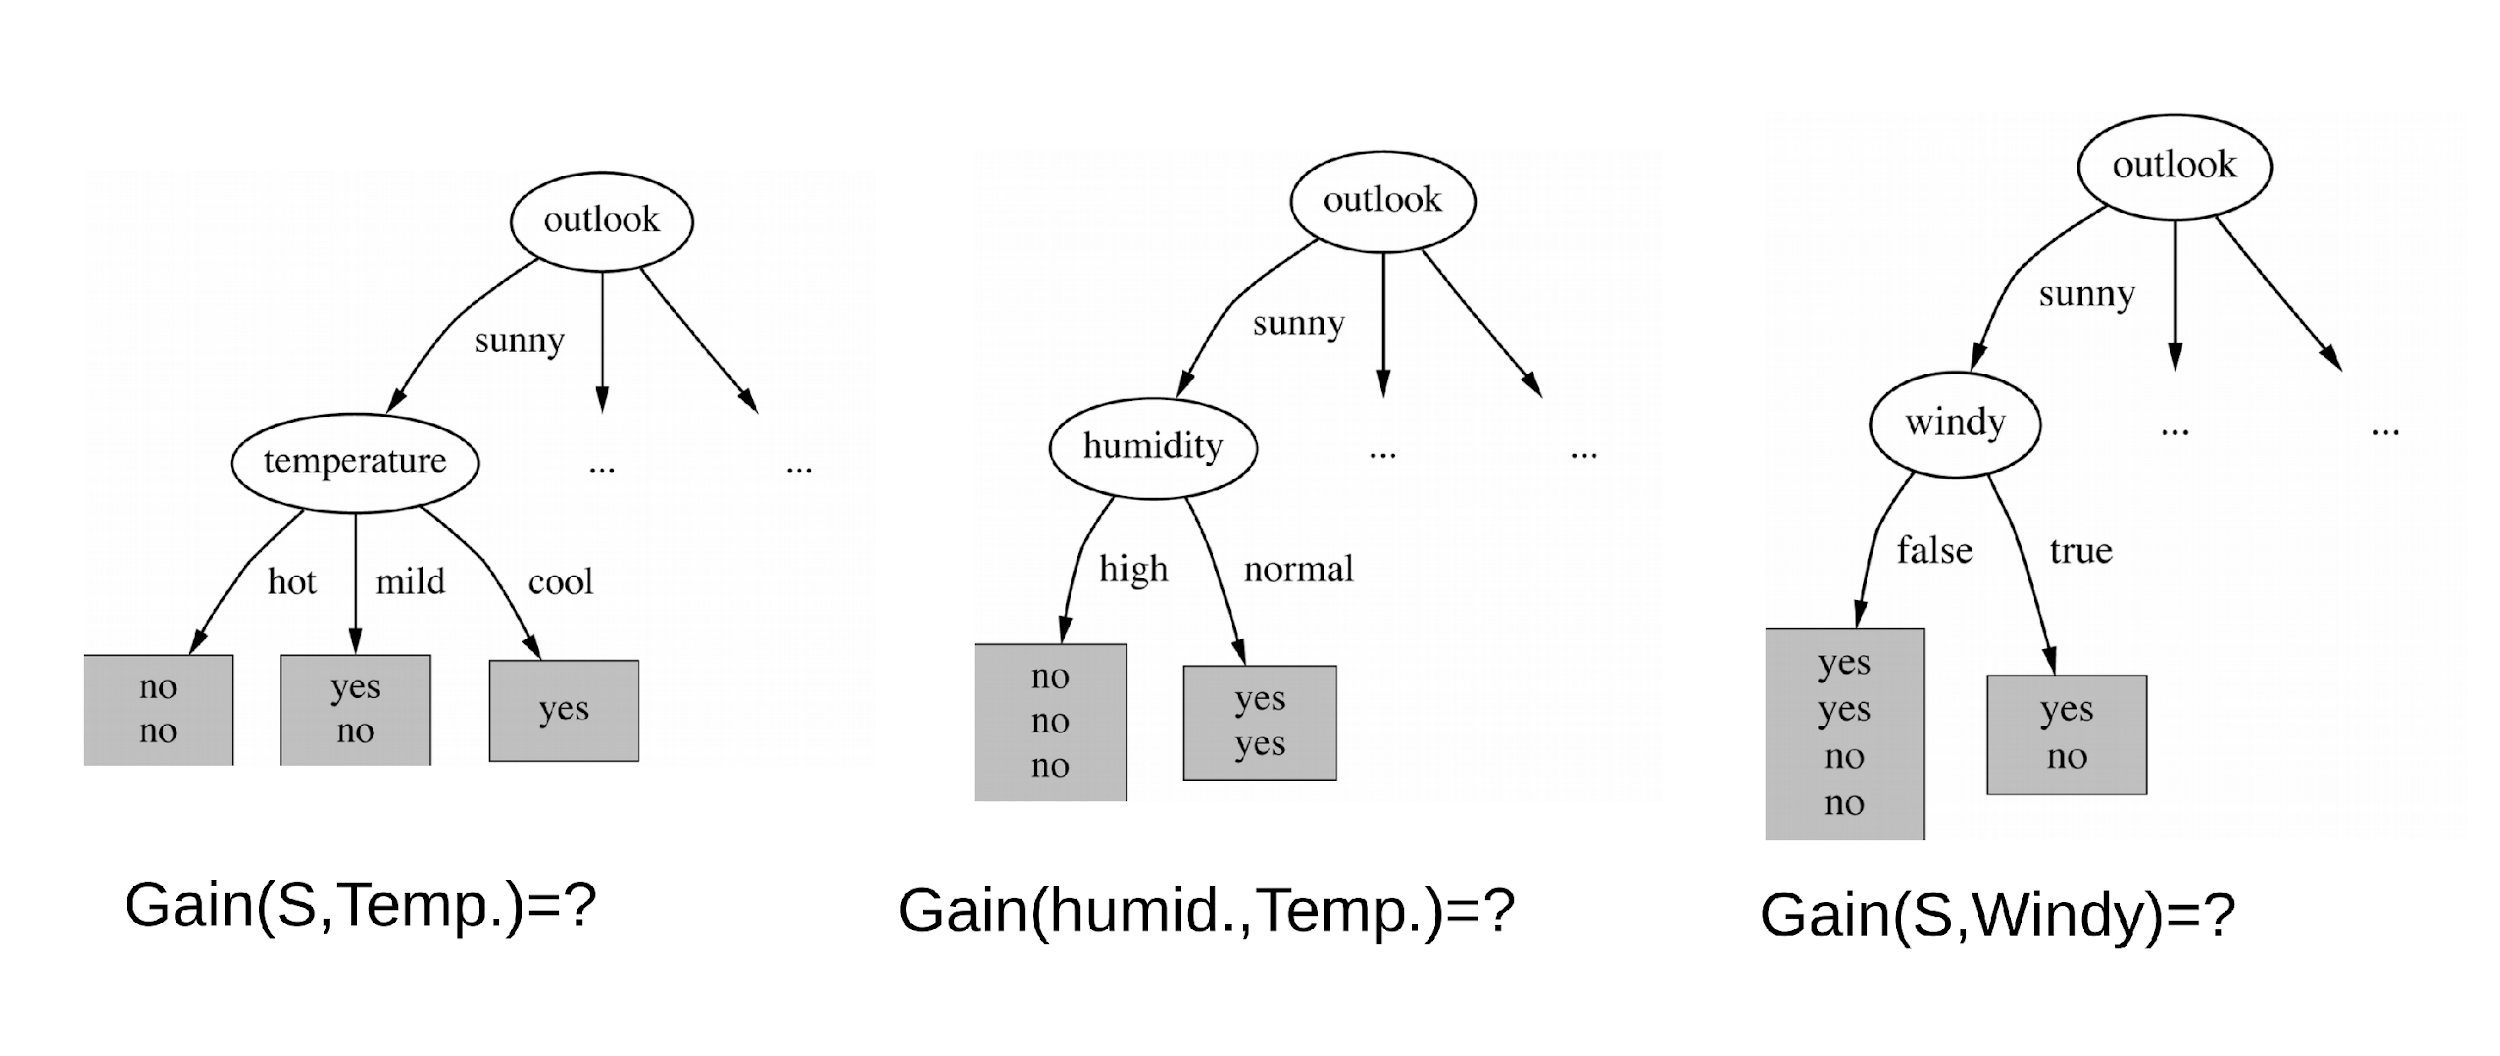 outlook
sunny
temperature
...
...
hot
mild
cool
no
no
yes
no
yes
Gain(S,Temp.)=?
outlook
sunny
humidity
...
...
high
normal
no
no
no
yes
yes
Gain(humid.,Temp.)=?
outlook
sunny
windy
...
...
false
true
yes
yes
no
no
yes
no
Gain(S,Windy)=?